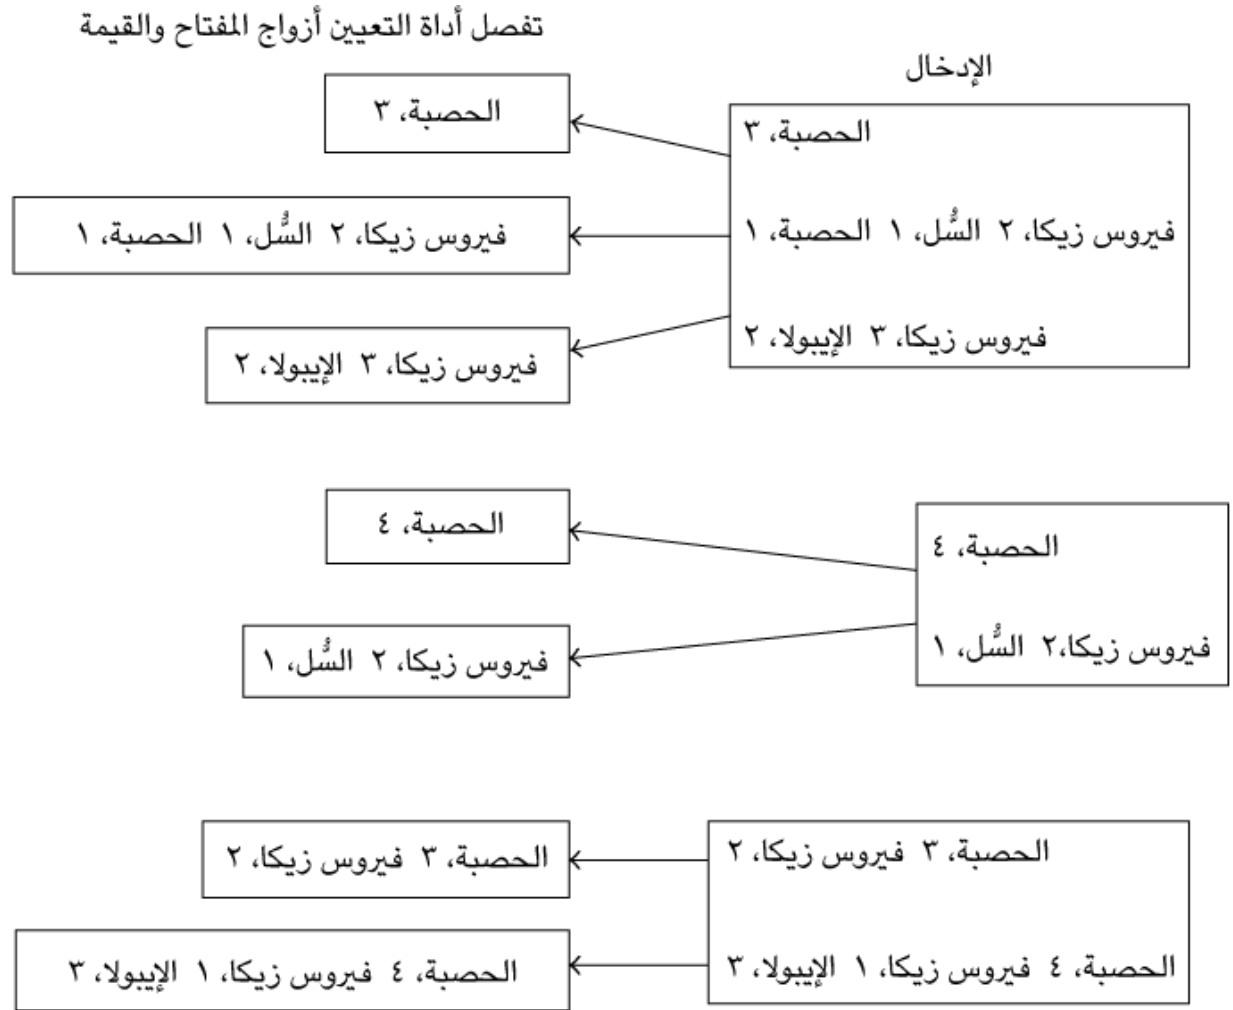 الإدخال
الحصبة، ٣
فيروس زيكا، ٢ السُّل، ١ الحصبة، ١
فيروس زيكا، ٣ الإيبولا، ٢
الحصبة، ٤
فيروس زيكا،٢ السُّل، ١
الحصبة، ٣ فيروس زيكا، ٢
الحصبة، ٤ فيروس زيكا، ١ الإيبولا، ٣
تفصل أداة التعيين أزواج المفتاح والقيمة
الحصبة، ٣
فيروس زيكا، ٢ السُّل، ١ الحصبة، ١
فيروس زيكا، ٣ الإيبولا، ٢
الحصبة، ٤
فيروس زيكا، ٢ السُّل، ١
الحصبة، ٣ فيروس زيكا، ٢
الحصبة، ٤ فيروس زيكا، ١ الإيبولا، ٣